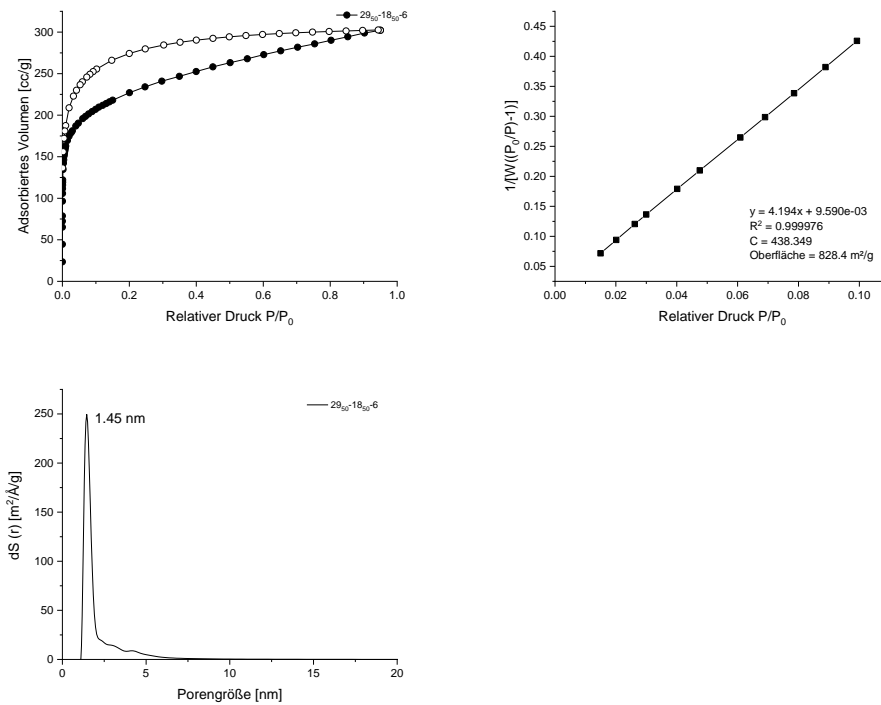 29₅₀-18₅₀-6
300
250
200
150
100
50
0
0.0 0.2 0.4 0.6 0.8 1.0
Adsorbiertes Volumen [cc/g]
Relativer Druck P/P₀
0.45
0.40
0.35
0.30
0.25
0.20
0.15
0.10
0.05
0.00 0.02 0.04 0.06 0.08 0.10
1/[W((P₀/P)-1)]
Relativer Druck P/P₀
y = 4.194x + 9.590e-03
R² = 0.999976
C = 438.349
Oberfläche = 828.4 m²/g
29₅₀-18₅₀-6
1.45 nm
250
200
150
100
50
0
0 5 10 15 20
dS (r) [m²/Å/g]
Porengröße [nm]